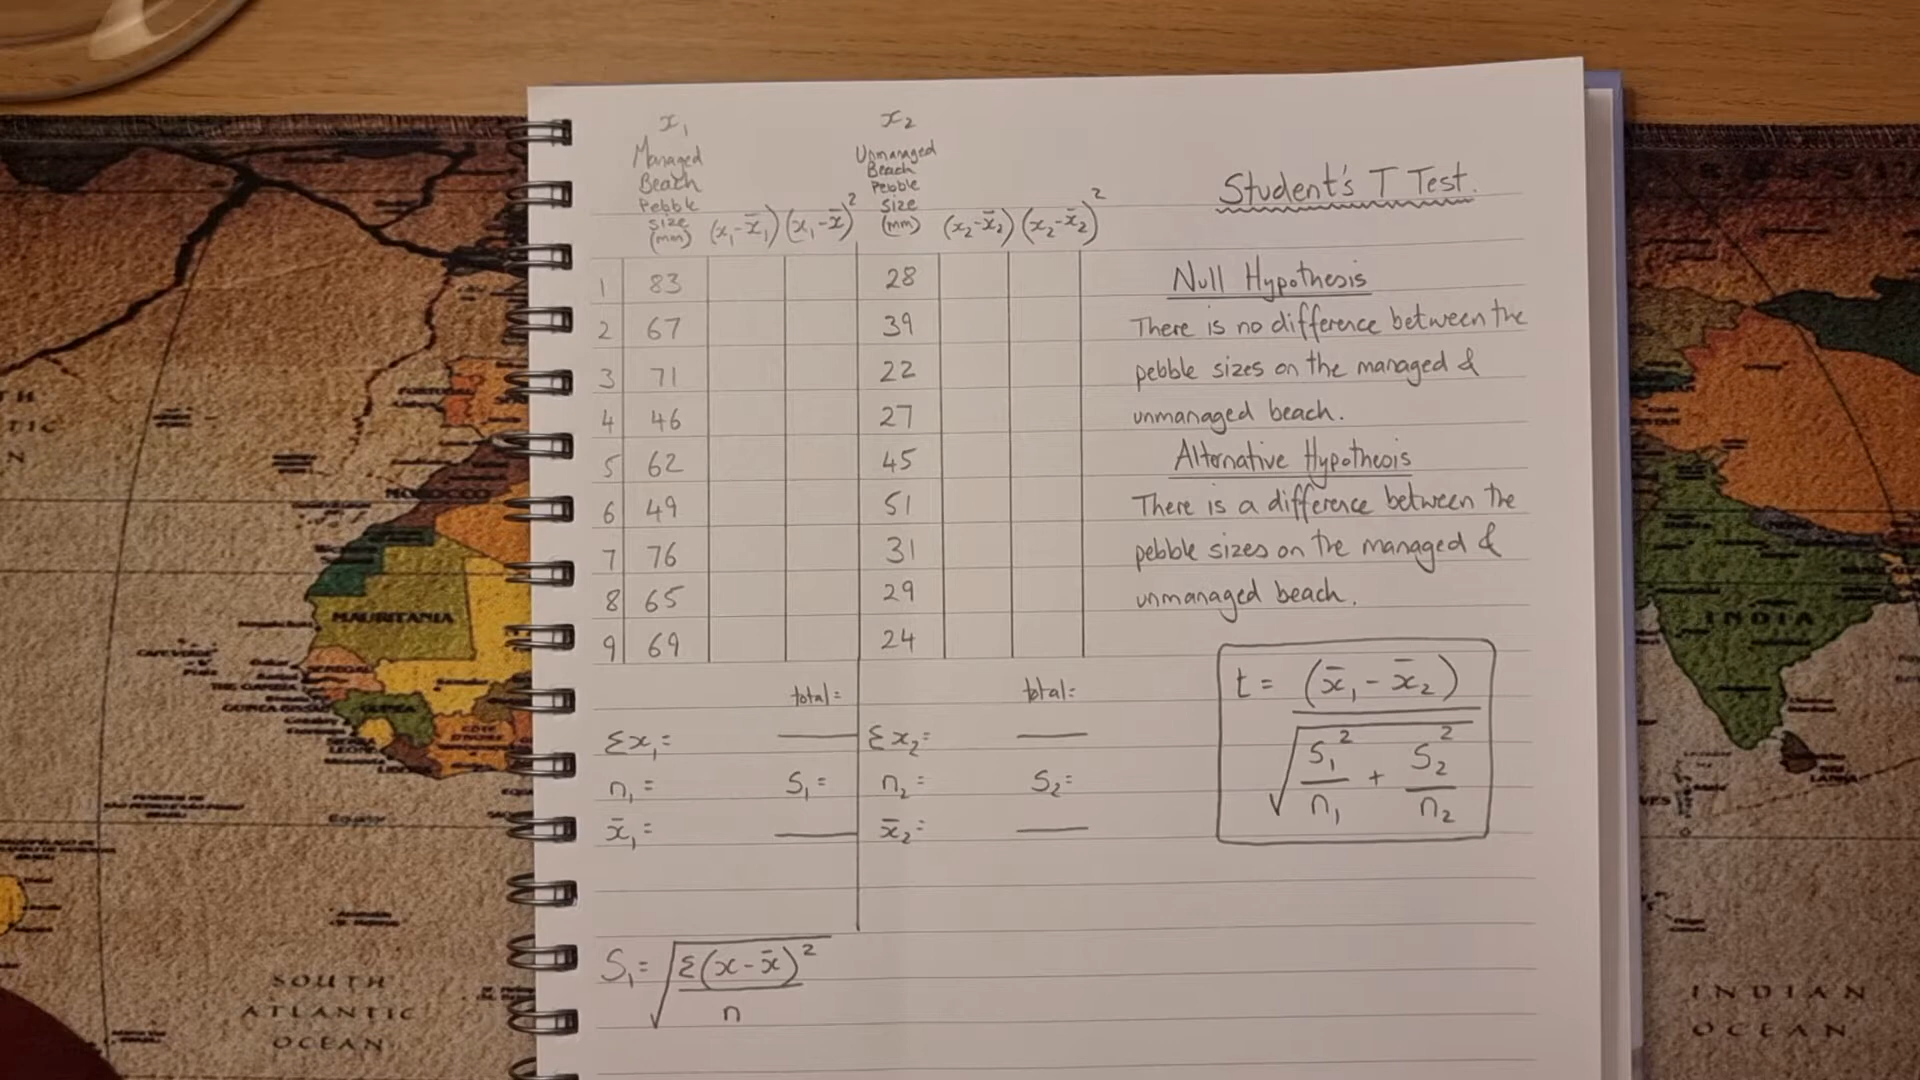 x₁
Managed
Beach
Pebble
size
(mm)
(x₁-x̄₁)
(x₁-x̄)²
x₂
Unmanaged
Beach
Pebble
size
(mm)
(x₂-x̄₂)
(x₂-x̄₂)²
1 83 28
2 67 39
3 71 22
4 46 27
5 62 45
6 49 51
7 76 31
8 65 29
9 69 24
total= total=
Σx₁= Σx₂=
n₁= S₁= n₂= S₂=
x̄₁= x̄₂=
S₁= √(Σ(x-x̄)²/n)
Student's T Test.
Null Hypothesis
There is no difference between the
pebble sizes on the managed &
unmanaged beach.
Alternative Hypotheois
There is a difference between the
pebble sizes on the managed &
unmanaged beach.
t = (x̄₁-x̄₂) / √(S₁²/n₁ + S₂²/n₂)
MOROCCO
MAURITANIA
SOUTH
ATLANTIC
OCEAN
INDIA
INDIAN
OCEAN